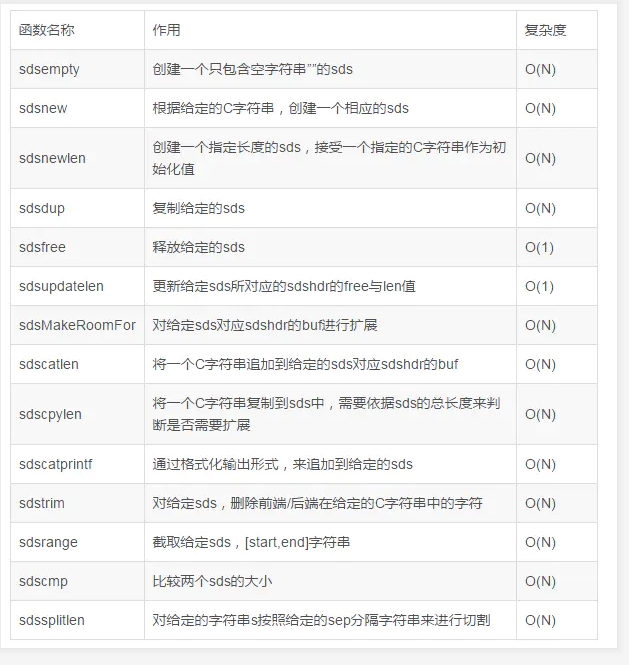 函数名称 作用 复杂度
sdsempty 创建一个只包含空字符串””的sds O(N)
sdsnew 根据给定的C字符串，创建一个相应的sds O(N)
sdsnewlen 创建一个指定长度的sds，接受一个指定的C字符串作为初 O(N)
始化值
sdsdup 复制给定的sds O(N)
sdsfree 释放给定的sds O(1)
sdsupdatelen 更新给定sds所对应的sdshdr的free与len值 O(1)
sdsMakeRoomFor 对给定sds对应sdshdr的buf进行扩展 O(N)
sdscatlen 将一个C字符串追加到给定的sds对应sdshdr的buf O(N)
sdscpylen 将一个C字符串复制到sds中，需要依据sds的总长度来判 O(N)
断是否需要扩展
sdscatprintf 通过格式化输出形式，来追加到给定的sds O(N)
sdstrim 对给定sds，删除前端/后端在给定的C字符串中的字符 O(N)
sdsrange 截取给定sds，[start,end]字符串 O(N)
sdscmp 比较两个sds的大小 O(N)
sdssplitlen 对给定的字符串s按照给定的sep分隔字符串来进行切割 O(N)